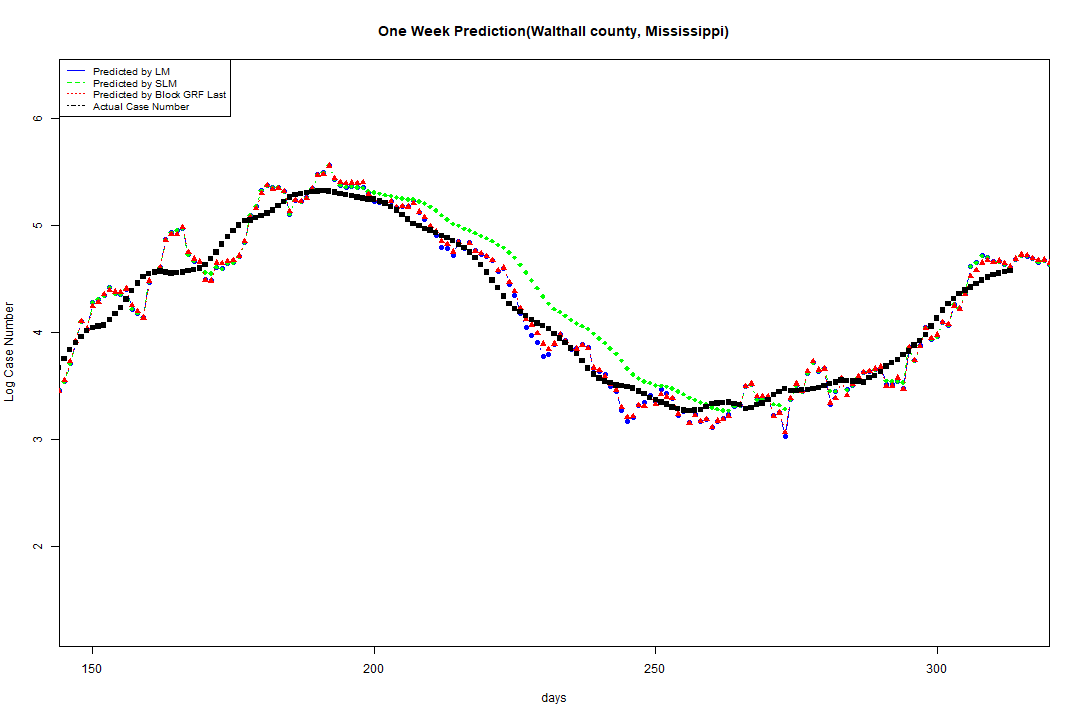 One Week Prediction(Walthall county, Mississippi)
Predicted by LM
Predicted by SLM
Predicted by Block GRF Last
Actual Case Number
Log Case Number
6
5
4
3
2
150
200
250
300
days